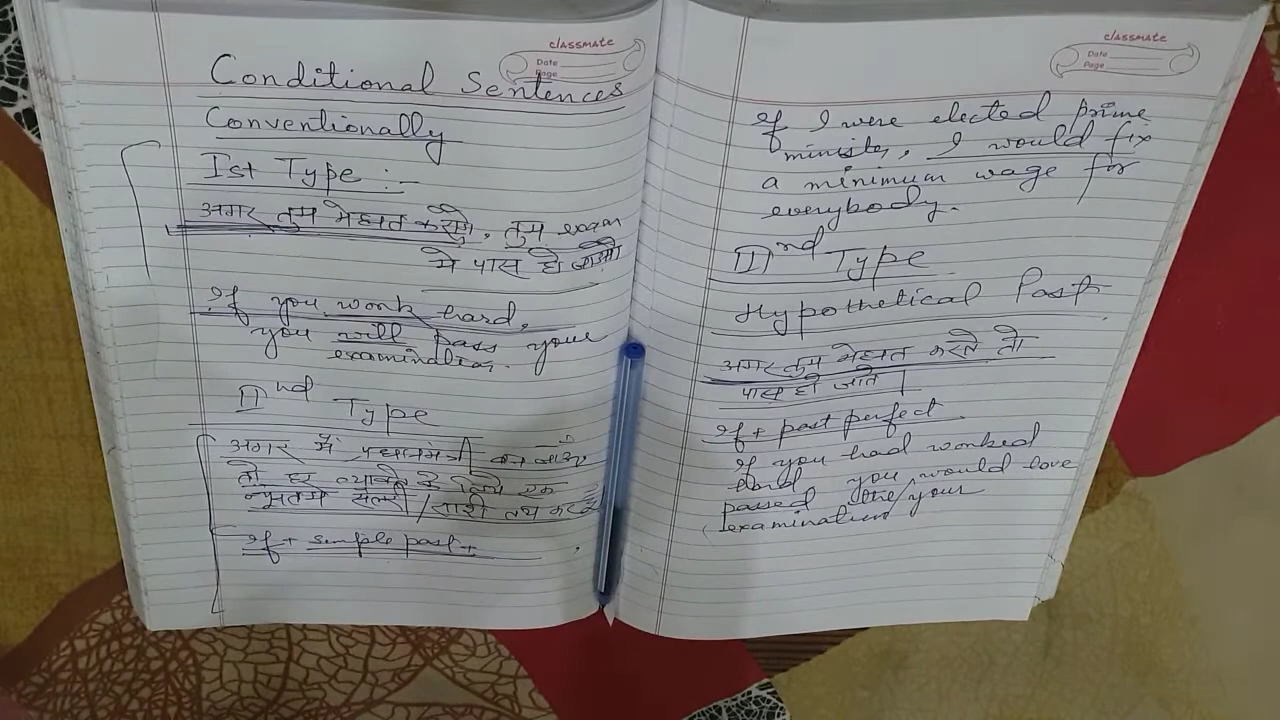 classmate
Date
Page
Conditional Sentences
Conventionally
Ist Type :-
अगर तुम मेहनत करोगे, तुम exam
मे पास हो जाओगे
If you work hard,
you will pass your
examination.
IInd Type
अगर मैं प्रधानमंत्री बन जाऊं
तो हर व्यक्ति के लिये एक
न्यूनतम सैलरी /
If + simple past +
classmate
Date
Page
If I were elected prime
minister, I would fix
a minimum wage for
everybody.
IInd Type
Hypothetical Past
अगर तुम मेहनत करते तो
पास हो जाते |
If + past perfect
If you had worked
hard you would have
passed the/your
examination